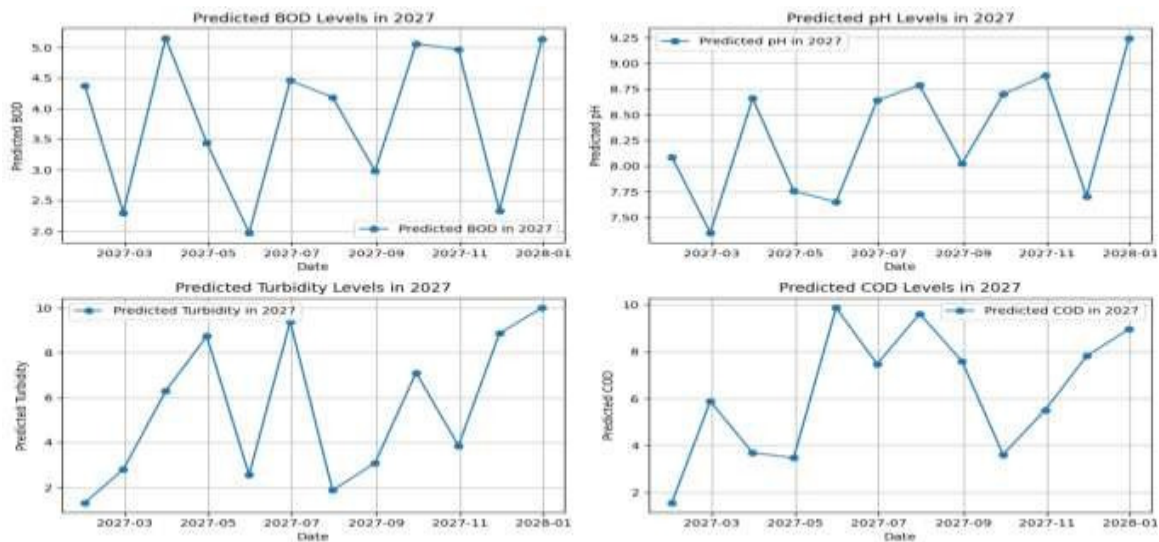 Predicted BOD Levels in 2027
Predicted BOD
5.0
4.5
4.0
3.5
3.0
2.5
2.0
Predicted BOD in 2027
2027-03 2027-05 2027-07 2027-09 2027-11 2028-01
Date
Predicted pH Levels in 2027
Predicted pH
9.25
9.00
8.75
8.50
8.25
8.00
7.75
7.50
Predicted pH in 2027
2027-03 2027-05 2027-07 2027-09 2027-11 2028-01
Date
Predicted Turbidity Levels in 2027
Predicted Turbidity
10
8
6
4
2
Predicted Turbidity in 2027
2027-03 2027-05 2027-07 2027-09 2027-11 2028-01
Date
Predicted COD Levels in 2027
Predicted COD
10
8
6
4
2
Predicted COD in 2027
2027-03 2027-05 2027-07 2027-09 2027-11 2028-01
Date